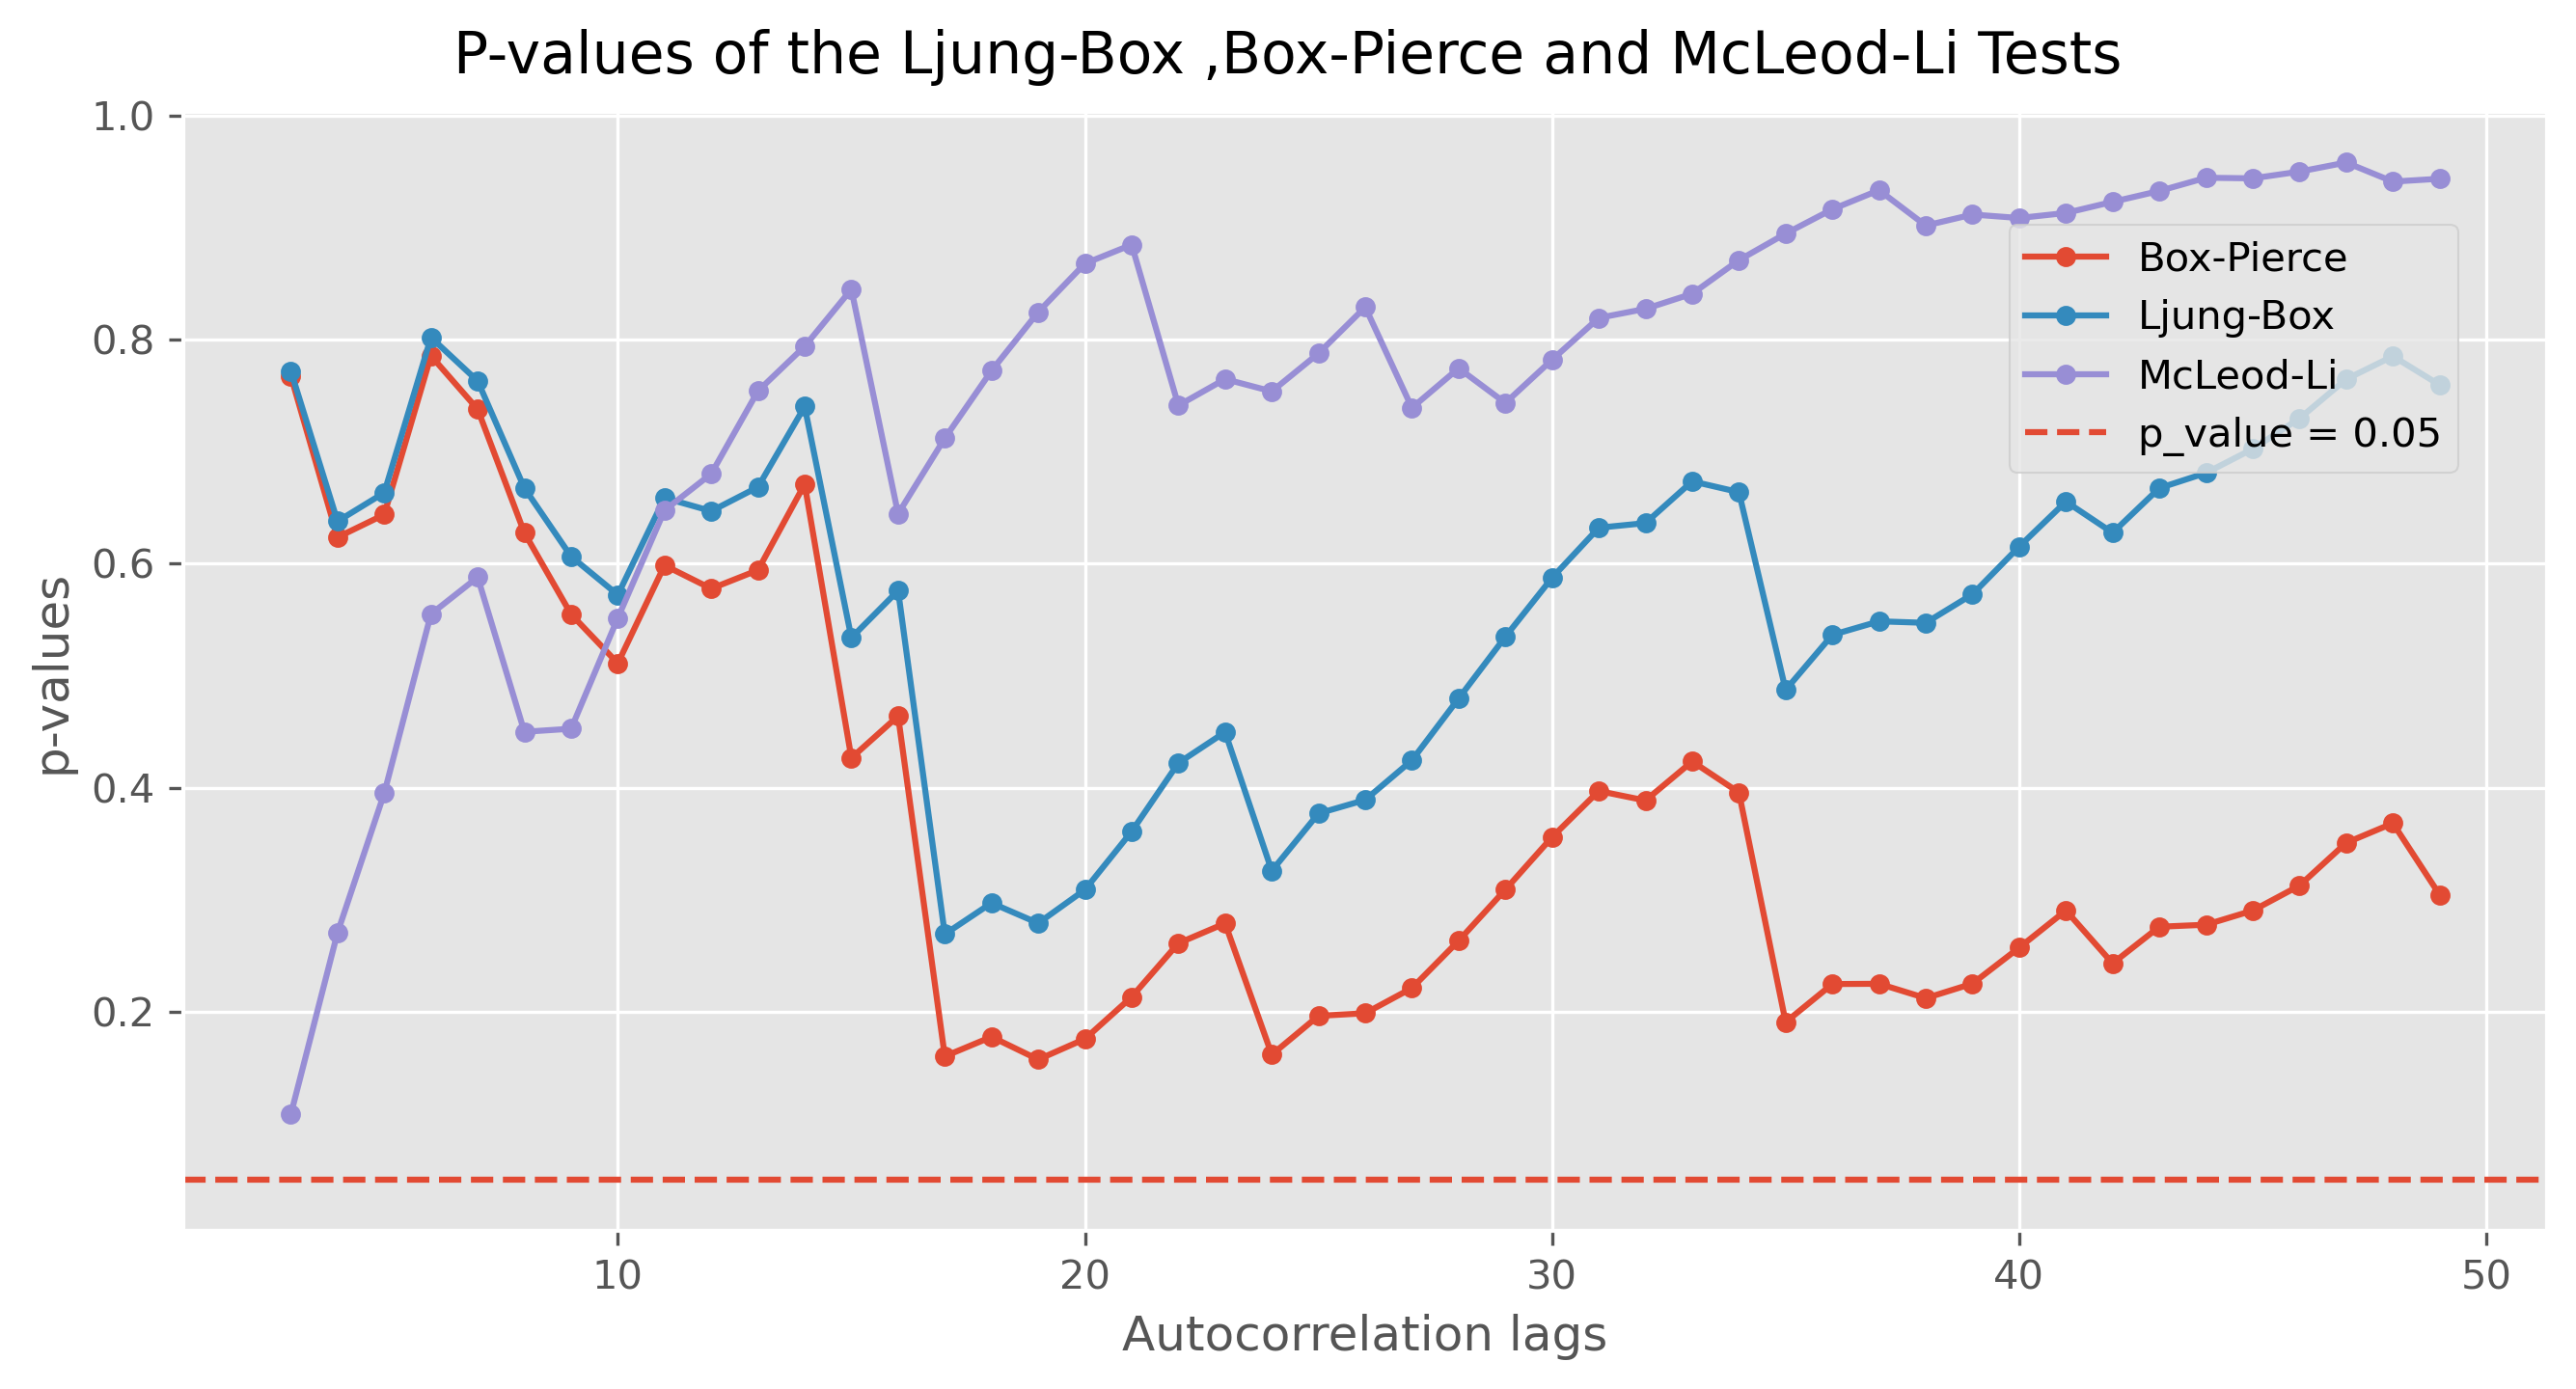 P-values of the Ljung-Box ,Box-Pierce and McLeod-Li Tests
1.0
0.8
0.6
0.4
0.2
p-values
Box-Pierce
Ljung-Box
McLeod-Li
p_value = 0.05
10
20
30
40
50
Autocorrelation lags